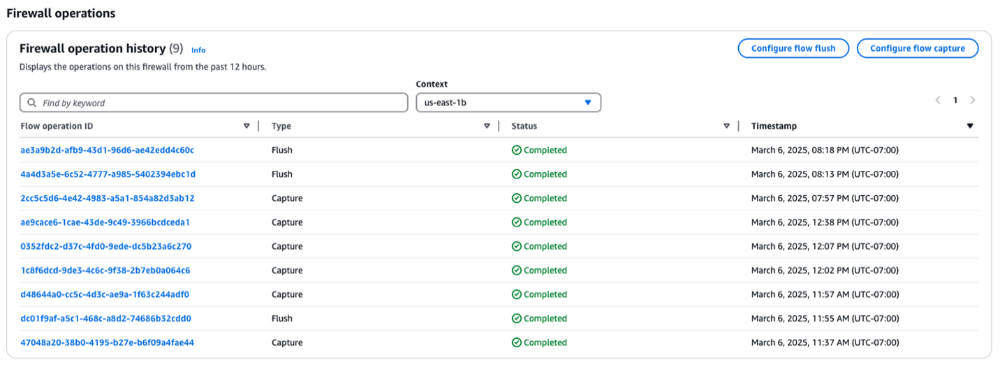 Firewall operations
Firewall operation history (9) Info
Configure flow flush Configure flow capture
Displays the operations on this firewall from the past 12 hours.
Context
Find by keyword us-east-1b 1
Flow operation ID Type Status Timestamp
ae3a9b2d-afb9-43d1-96d6-ae42edd4c60c Flush Completed March 6, 2025, 08:18 PM (UTC-07:00)
4a4d3a5e-6c52-4777-a985-5402394ebc1d Flush Completed March 6, 2025, 08:13 PM (UTC-07:00)
2cc5c5d6-4e42-4983-a5a1-854a82d3ab12 Capture Completed March 6, 2025, 07:57 PM (UTC-07:00)
ae9cace6-1cae-43de-9c49-3966bcdceda1 Capture Completed March 6, 2025, 12:38 PM (UTC-07:00)
0352fdc2-d37c-4fd0-9ede-dc5b23a6c270 Capture Completed March 6, 2025, 12:07 PM (UTC-07:00)
1c8f6dcd-9de3-4c6c-9f38-2b7eb0a064c6 Capture Completed March 6, 2025, 12:02 PM (UTC-07:00)
d48644a0-cc5c-4d3c-ae9a-1f63c244adf0 Capture Completed March 6, 2025, 11:57 AM (UTC-07:00)
dc01f9af-a5c1-468c-a8d2-74686b32cdd0 Flush Completed March 6, 2025, 11:55 AM (UTC-07:00)
47048a20-38b0-4195-b27e-b6f09a4fae44 Capture Completed March 6, 2025, 11:37 AM (UTC-07:00)